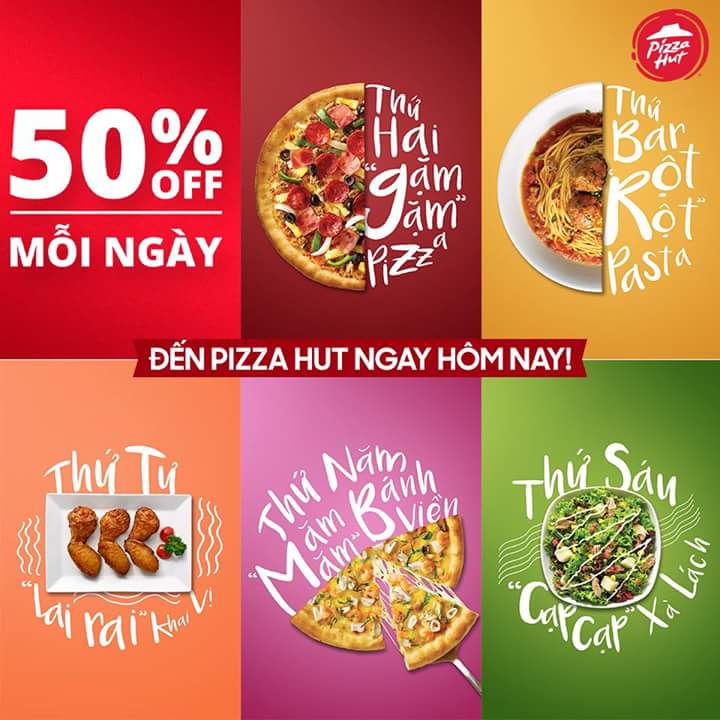 50%
OFF
MỖI NGÀY
Thứ
Hai
"gặm
gặm"
Pizza
Pizza
Hut
Thứ
Bar
"Rột
Rột"
Pasta
ĐẾN PIZZA HUT NGAY HÔM NAY!
Thứ Tư
"Lai rai" Khai Vị
Thứ Năm
"Măm Bánh
Măm" Viền
Thứ Sáu
"Cạp Cạp" Xà Lách